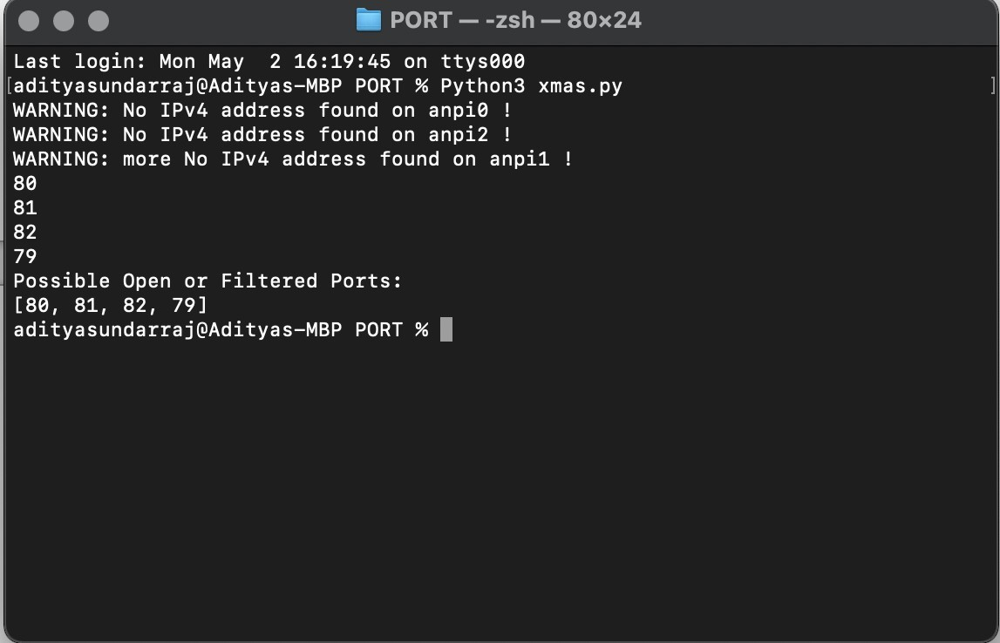 PORT — -zsh — 80×24
Last login: Mon May  2 16:19:45 on ttys000
[adityasundarraj@Adityas-MBP PORT % Python3 xmas.py ]
WARNING: No IPv4 address found on anpi0 !
WARNING: No IPv4 address found on anpi2 !
WARNING: more No IPv4 address found on anpi1 !
80
81
82
79
Possible Open or Filtered Ports:
[80, 81, 82, 79]
adityasundarraj@Adityas-MBP PORT %